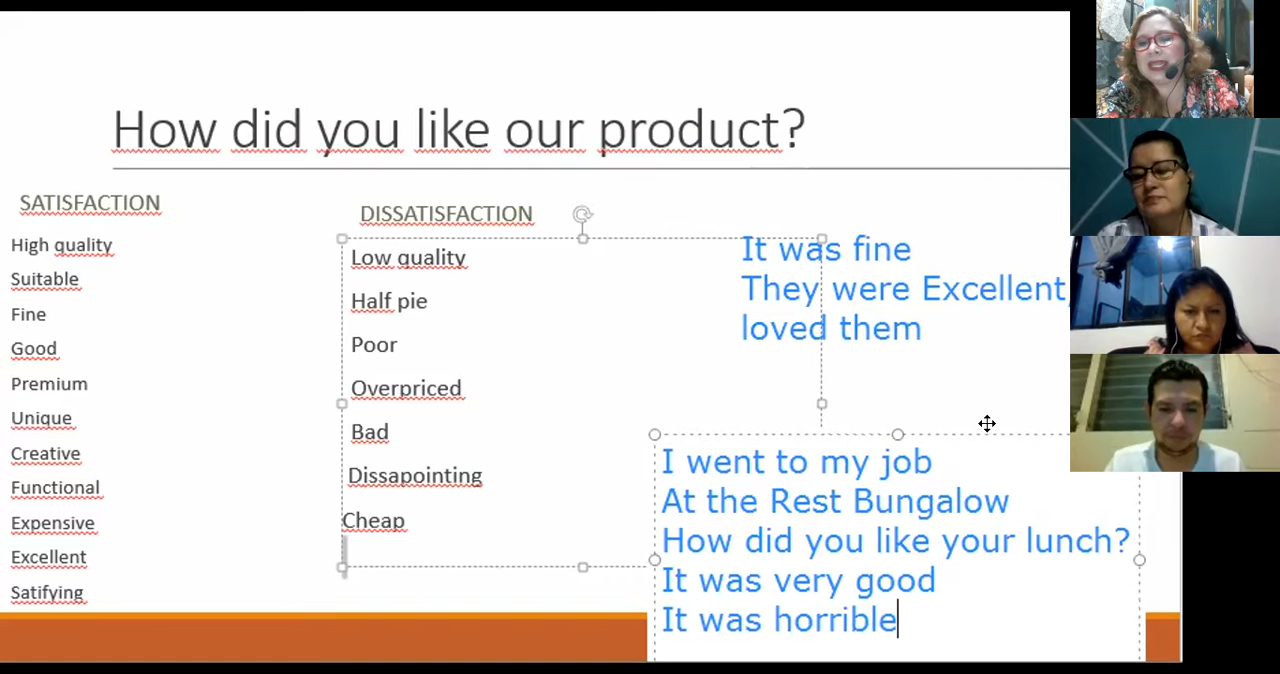 How did you like our product?
SATISFACTION
High quality
Suitable
Fine
Good
Premium
Unique
Creative
Functional
Expensive
Excellent
Satifying
DISSATISFACTION
Low quality
Half pie
Poor
Overpriced
Bad
Dissapointing
Cheap
It was fine
They were Excellent,
loved them
I went to my job
At the Rest Bungalow
How did you like your lunch?
It was very good
It was horrible